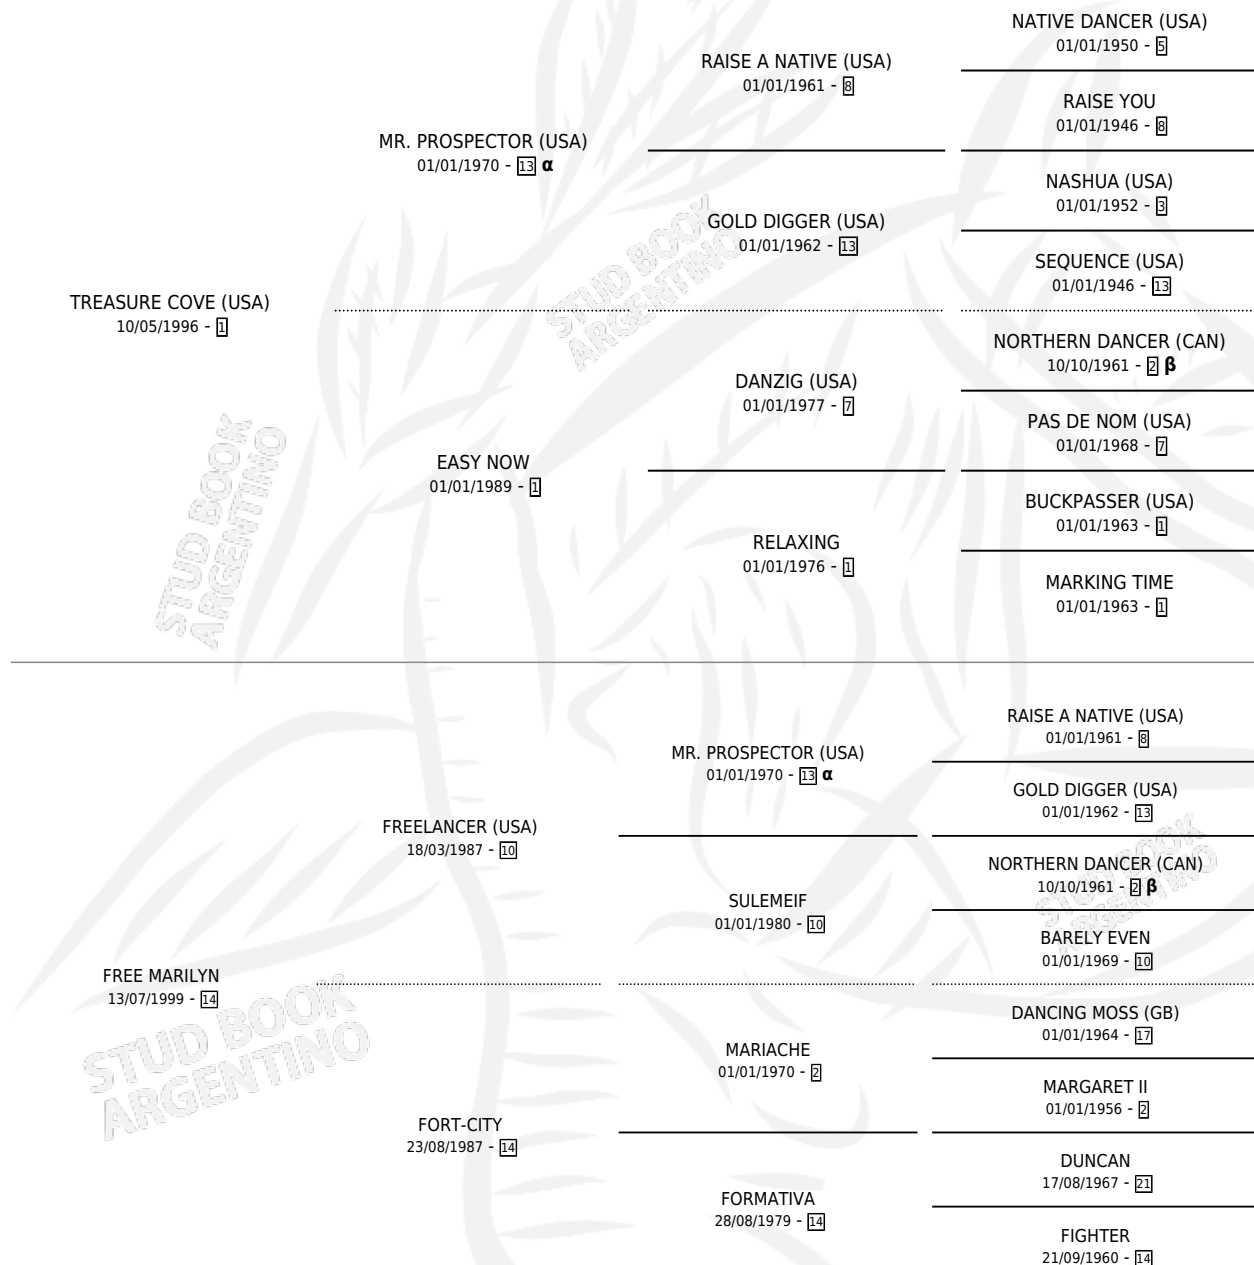 NATIVE DANCER (USA)
01/01/1950 - 5
RAISE A NATIVE (USA)
01/01/1961 - 8
RAISE YOU
01/01/1946 - 8
MR. PROSPECTOR (USA)
01/01/1970 - 13 α
NASHUA (USA)
01/01/1952 - 3
GOLD DIGGER (USA)
01/01/1962 - 13
SEQUENCE (USA)
01/01/1946 - 13
STUD BOOK
ARGENTINO
TREASURE COVE (USA)
10/05/1996 - 1
NORTHERN DANCER (CAN)
10/10/1961 - 2 β
DANZIG (USA)
01/01/1977 - 7
PAS DE NOM (USA)
01/01/1968 - 7
EASY NOW
01/01/1989 - 1
BUCKPASSER (USA)
01/01/1963 - 1
RELAXING
01/01/1976 - 1
MARKING TIME
01/01/1963 - 1
STUD BOOK
ARGENTINO
RAISE A NATIVE (USA)
01/01/1961 - 8
MR. PROSPECTOR (USA)
01/01/1970 - 13 α
GOLD DIGGER (USA)
01/01/1962 - 13
FREELANCER (USA)
18/03/1987 - 10
NORTHERN DANCER (CAN)
10/10/1961 - 2 β
STUD BOOK
ARGENTINO
SULEMEIF
01/01/1980 - 10
BARELY EVEN
01/01/1969 - 10
FREE MARILYN
13/07/1999 - 14
DANCING MOSS (GB)
01/01/1964 - 17
STUD BOOK
ARGENTINO
MARIACHE
01/01/1970 - 2
MARGARET II
01/01/1956 - 2
FORT-CITY
23/08/1987 - 14
DUNCAN
17/08/1967 - 21
FORMATIVA
28/08/1979 - 14
FIGHTER
21/09/1960 - 14